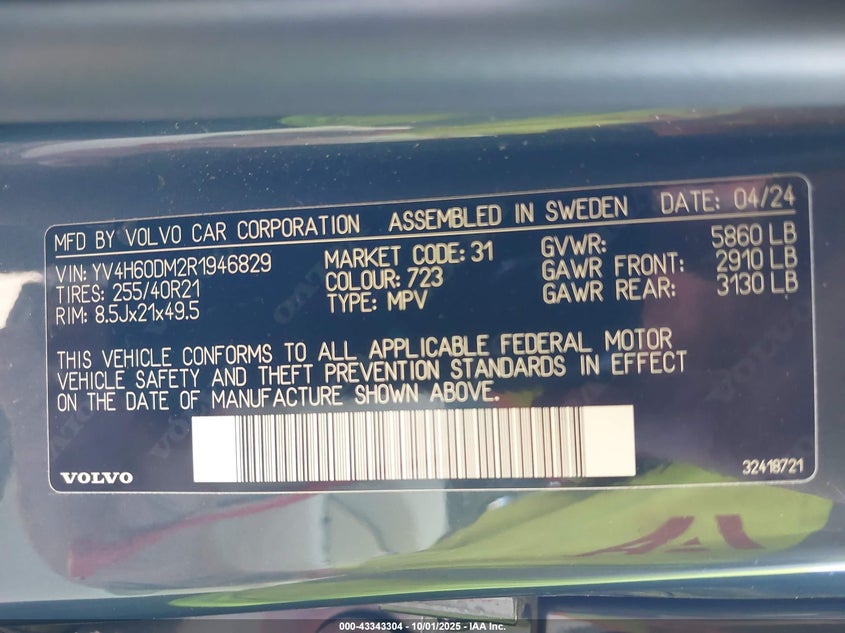 MFD BY VOLVO CAR CORPORATION ASSEMBLED IN SWEDEN DATE: 04/24
VIN: YV4H60DM2R1946829 MARKET CODE: 31 GVWR: 5860 LB
TIRES: 255/40R21 COLOUR: 723 GAWR FRONT: 2910 LB
RIM: 8.5Jx21x49.5 TYPE: MPV GAWR REAR: 3130 LB
THIS VEHICLE CONFORMS TO ALL APPLICABLE FEDERAL MOTOR
VEHICLE SAFETY AND THEFT PREVENTION STANDARDS IN EFFECT
ON THE DATE OF MANUFACTURE SHOWN ABOVE.
VOLVO 32418721
000-43343304 - 10/01/2025 - IAA Inc.